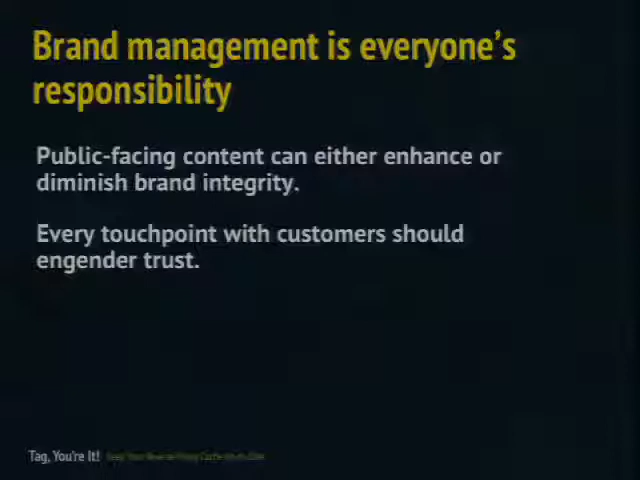 Brand management is everyone's
responsibility
Public-facing content can either enhance or
diminish brand integrity.
Every touchpoint with customers should
engender trust.
Tag, You're It!